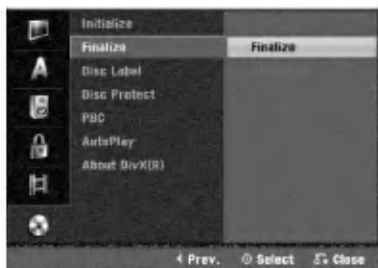 Initialize
Finalize Finalize
Disc Label
Disc Protect
PBC
AutoPlay
About DivX(R)
Prev. Select Close